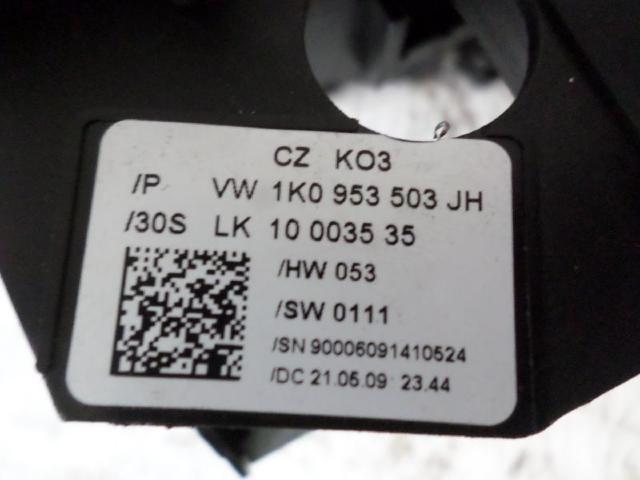 CZ KO3
/P VW 1K0 953 503 JH
/30S LK 10 0035 35
/HW 053
/SW 0111
/SN 90006091410524
/DC 21.05.09 23.44